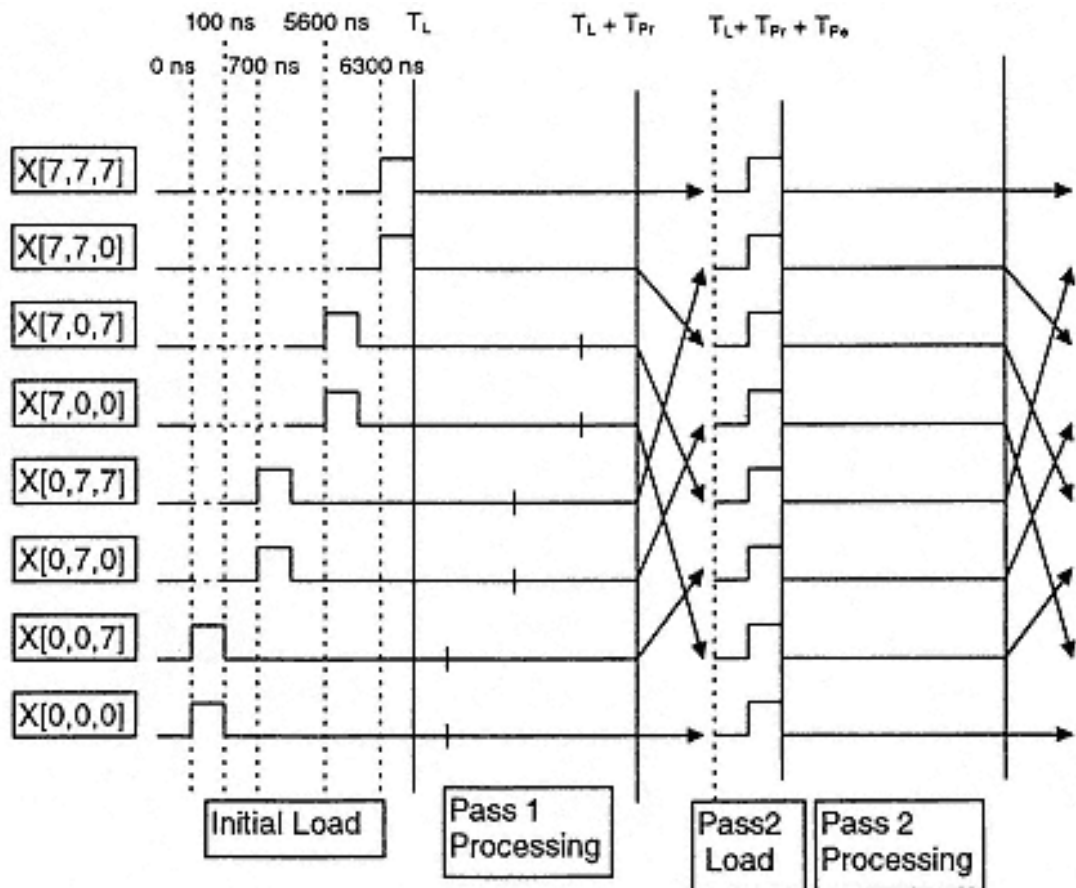 100 ns 5600 ns T_L T_L + T_Pr T_L+ T_Pr + T_Pe
0 ns 700 ns 6300 ns
X[7,7,7]
X[7,7,0]
X[7,0,7]
X[7,0,0]
X[0,7,7]
X[0,7,0]
X[0,0,7]
X[0,0,0]
Initial Load
Pass 1
Processing
Pass2
Load
Pass 2
Processing